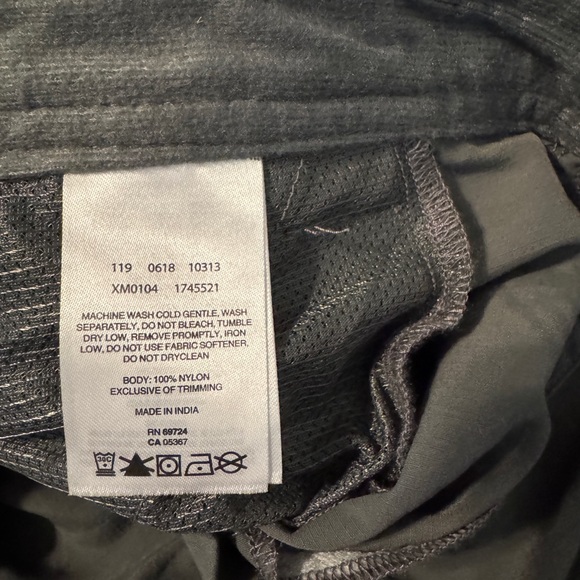 119 0618 10313
XM0104 1745521
MACHINE WASH COLD GENTLE, WASH
SEPARATELY, DO NOT BLEACH, TUMBLE
DRY LOW, REMOVE PROMPTLY, IRON
LOW, DO NOT USE FABRIC SOFTENER,
DO NOT DRYCLEAN
BODY: 100% NYLON
EXCLUSIVE OF TRIMMING
MADE IN INDIA
RN 69724
CA 05367
30C